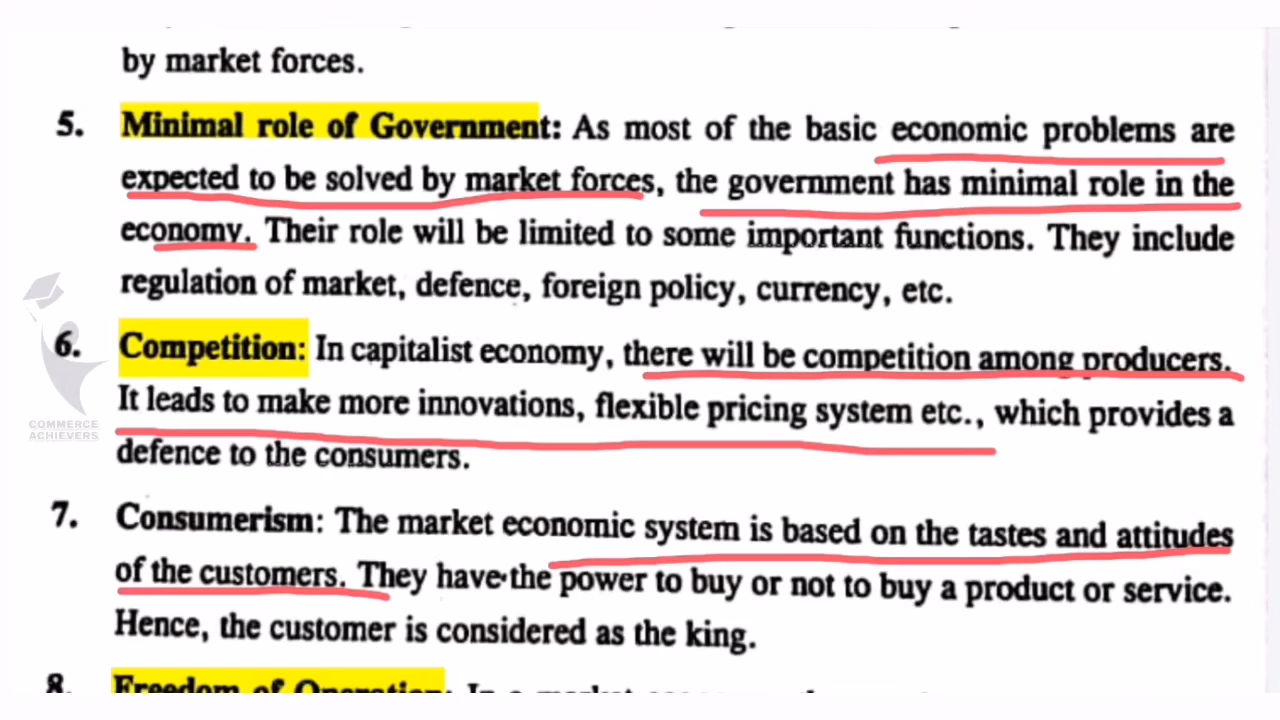 by market forces.
5. Minimal role of Government: As most of the basic economic problems are
expected to be solved by market forces, the government has minimal role in the
economy. Their role will be limited to some important functions. They include
regulation of market, defence, foreign policy, currency, etc.
6. Competition: In capitalist economy, there will be competition among producers.
It leads to make more innovations, flexible pricing system etc., which provides a
defence to the consumers.
COMMERCE
ACHIEVERS
7. Consumerism: The market economic system is based on the tastes and attitudes
of the customers. They have the power to buy or not to buy a product or service.
Hence, the customer is considered as the king.
8. Freedom of Operation: In a market